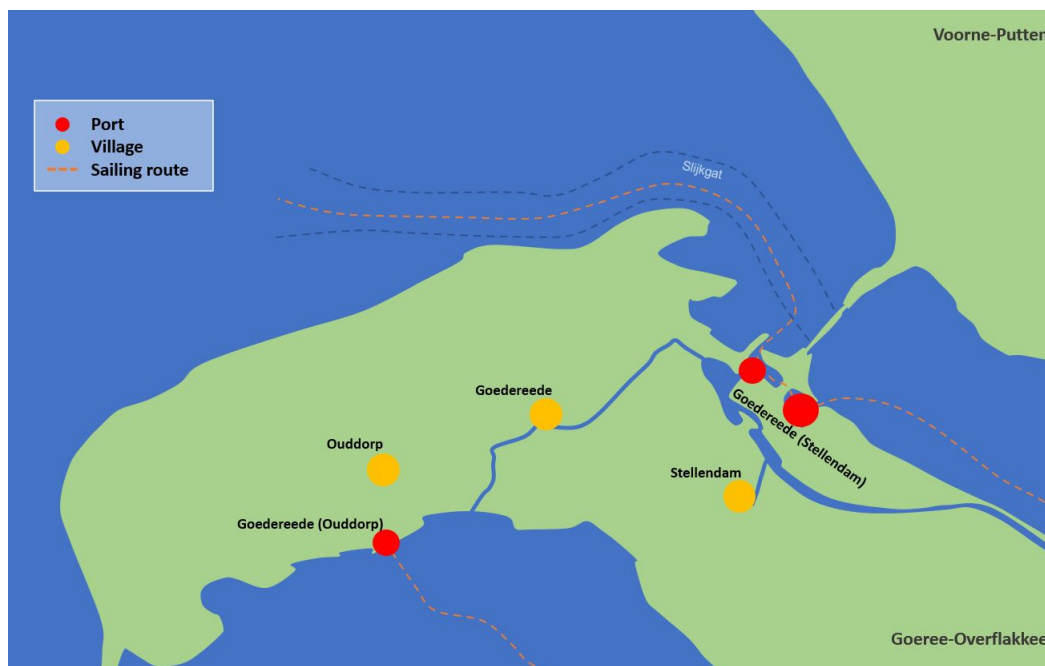 Voorne-Putten
Port
Village
Sailing route
Slijkgat
Goedereede
Ouddorp
Goedereede (Stellendam)
Stellendam
Goedereede (Ouddorp)
Goeree-Overflakkee